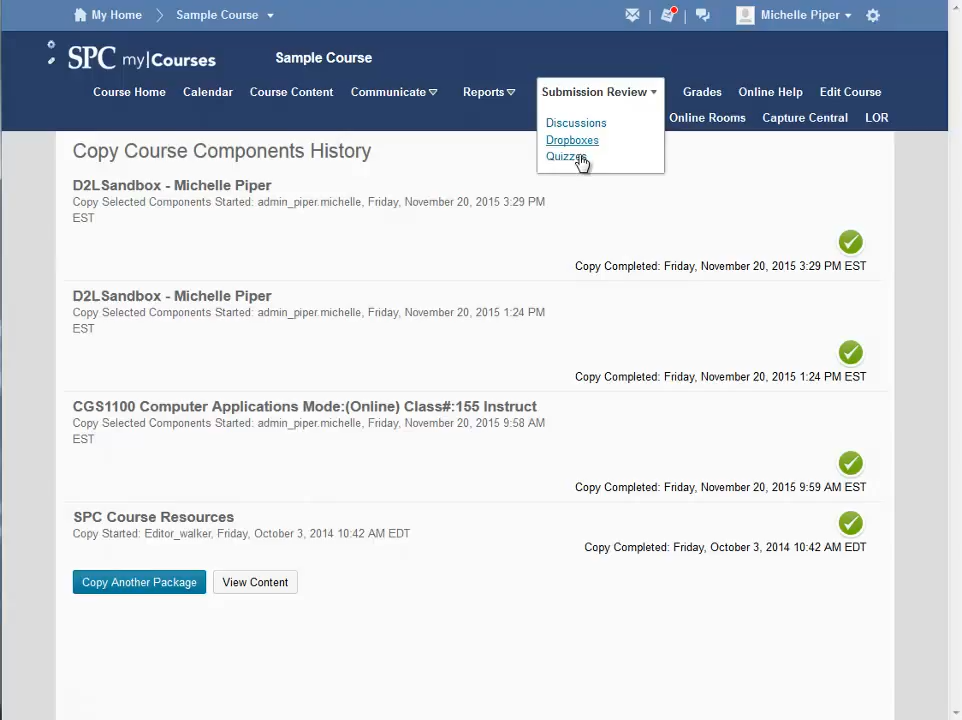 My Home
Sample Course
Michelle Piper
SPC my|Courses
Sample Course
Course Home
Calendar
Course Content
Communicate
Reports
Submission Review
Grades
Online Help
Edit Course
Online Rooms
Capture Central
LOR
Discussions
Dropboxes
Quizzes
Copy Course Components History
D2LSandbox - Michelle Piper
Copy Selected Components Started: admin_piper.michelle, Friday, November 20, 2015 3:29 PM
EST
Copy Completed: Friday, November 20, 2015 3:29 PM EST
D2LSandbox - Michelle Piper
Copy Selected Components Started: admin_piper.michelle, Friday, November 20, 2015 1:24 PM
EST
Copy Completed: Friday, November 20, 2015 1:24 PM EST
CGS1100 Computer Applications Mode:(Online) Class#:155 Instruct
Copy Selected Components Started: admin_piper.michelle, Friday, November 20, 2015 9:58 AM
EST
Copy Completed: Friday, November 20, 2015 9:59 AM EST
SPC Course Resources
Copy Started: Editor_walker, Friday, October 3, 2014 10:42 AM EDT
Copy Completed: Friday, October 3, 2014 10:42 AM EDT
Copy Another Package
View Content